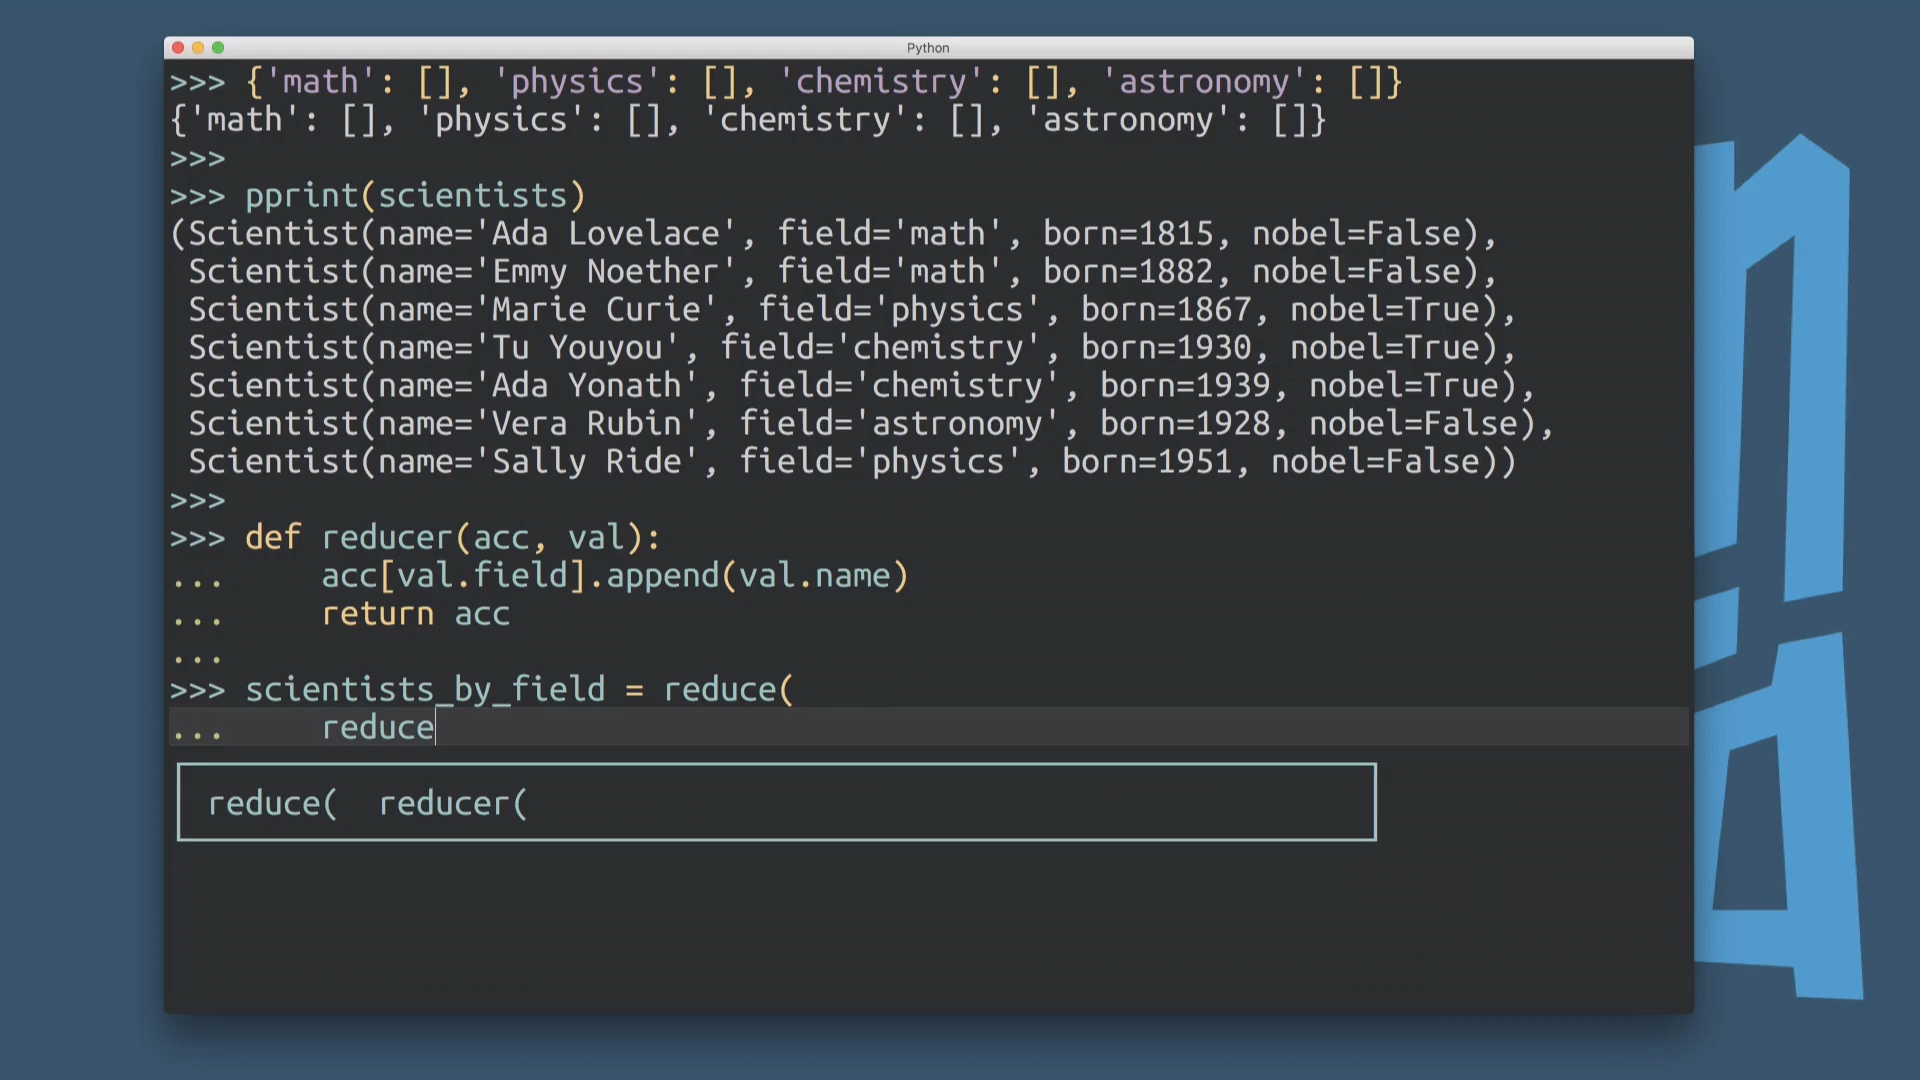 Python
>>> {'math': [], 'physics': [], 'chemistry': [], 'astronomy': []}
{'math': [], 'physics': [], 'chemistry': [], 'astronomy': []}
>>>
>>> pprint(scientists)
(Scientist(name='Ada Lovelace', field='math', born=1815, nobel=False),
 Scientist(name='Emmy Noether', field='math', born=1882, nobel=False),
 Scientist(name='Marie Curie', field='physics', born=1867, nobel=True),
 Scientist(name='Tu Youyou', field='chemistry', born=1930, nobel=True),
 Scientist(name='Ada Yonath', field='chemistry', born=1939, nobel=True),
 Scientist(name='Vera Rubin', field='astronomy', born=1928, nobel=False),
 Scientist(name='Sally Ride', field='physics', born=1951, nobel=False))
>>>
>>> def reducer(acc, val):
...     acc[val.field].append(val.name)
...     return acc
...
>>> scientists_by_field = reduce(
...     reduce
reduce(  reducer(